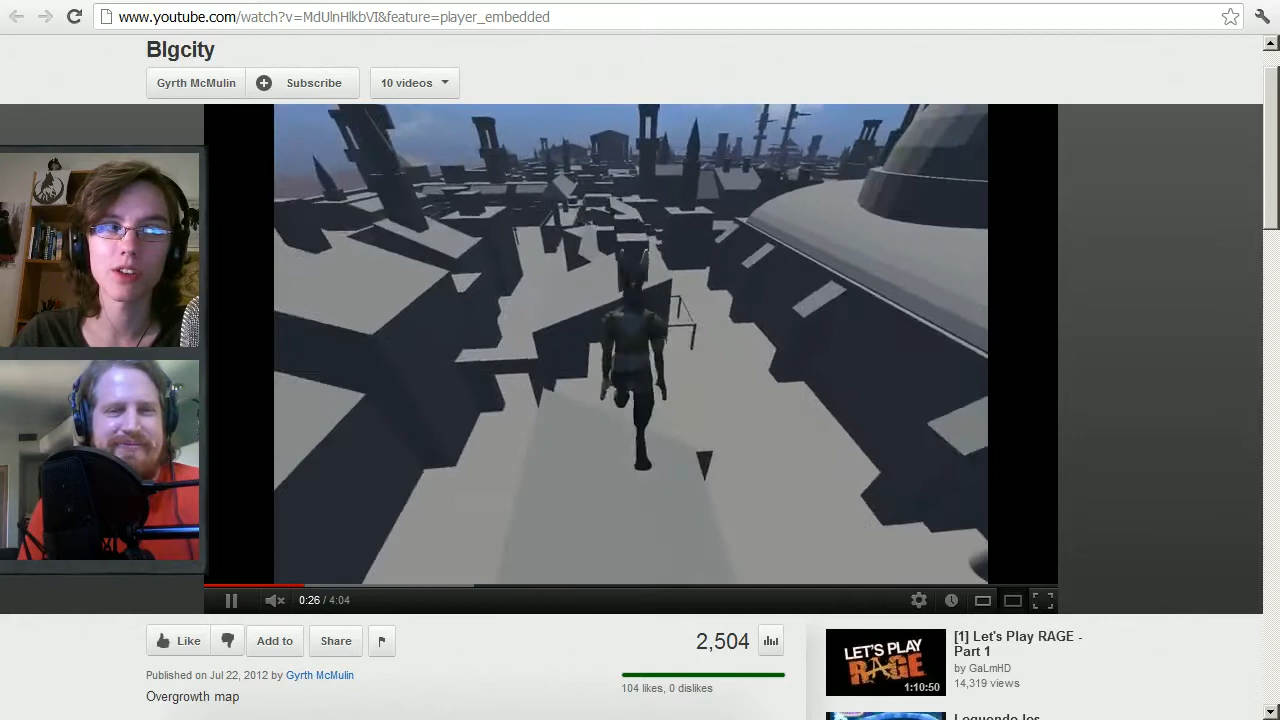 www.youtube.com/watch?v=MdUlnHlkbVI&feature=player_embedded
BIgcity
Gyrth McMulin
Subscribe
10 videos
0:26 / 4:04
Like
Add to
Share
2,504
Published on Jul 22, 2012 by Gyrth McMulin
104 likes, 0 dislikes
Overgrowth map
LET'S PLAY
RAGE
1:10:50
[1] Let's Play RAGE -
Part 1
by GaLmHD
14,319 views